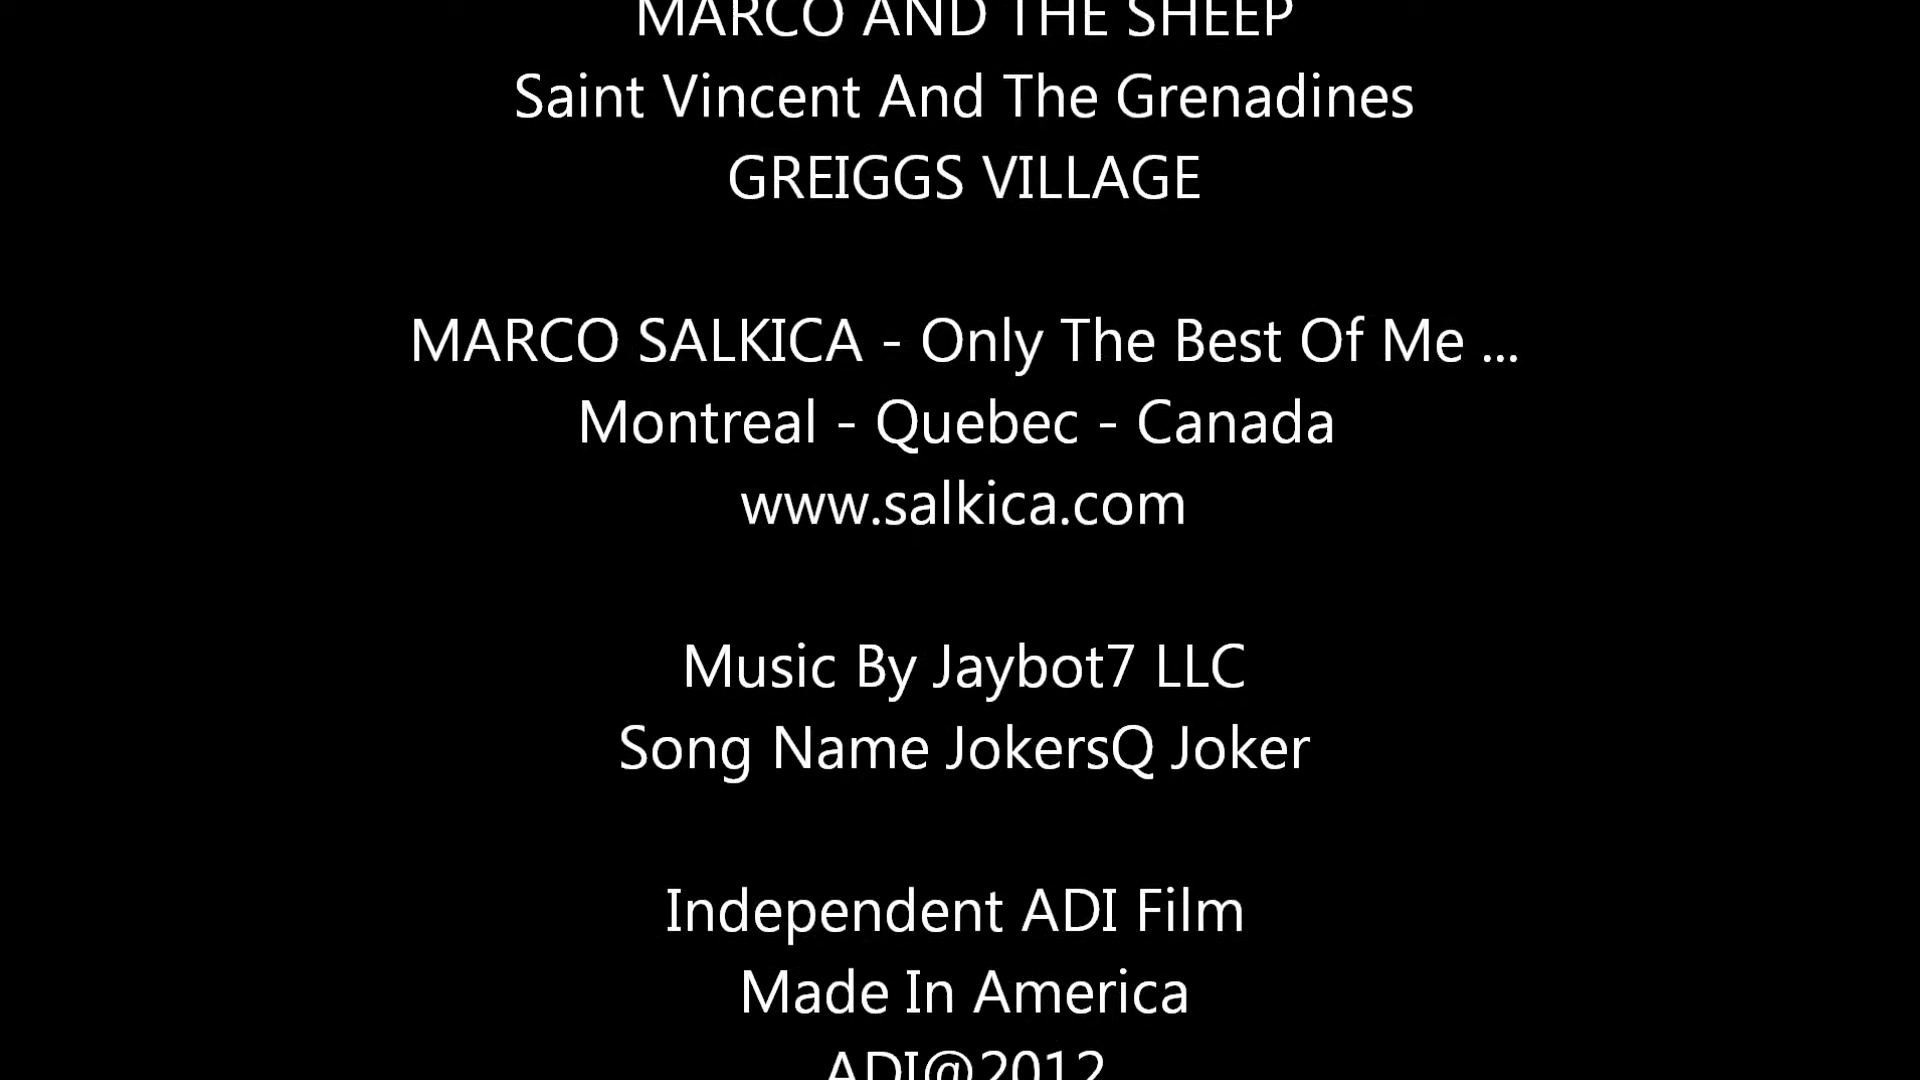 MARCO AND THE SHEEP
Saint Vincent And The Grenadines
GREIGGS VILLAGE
MARCO SALKICA - Only The Best Of Me ...
Montreal - Quebec - Canada
www.salkica.com
Music By Jaybot7 LLC
Song Name JokersQ Joker
Independent ADI Film
Made In America
ADI@2012